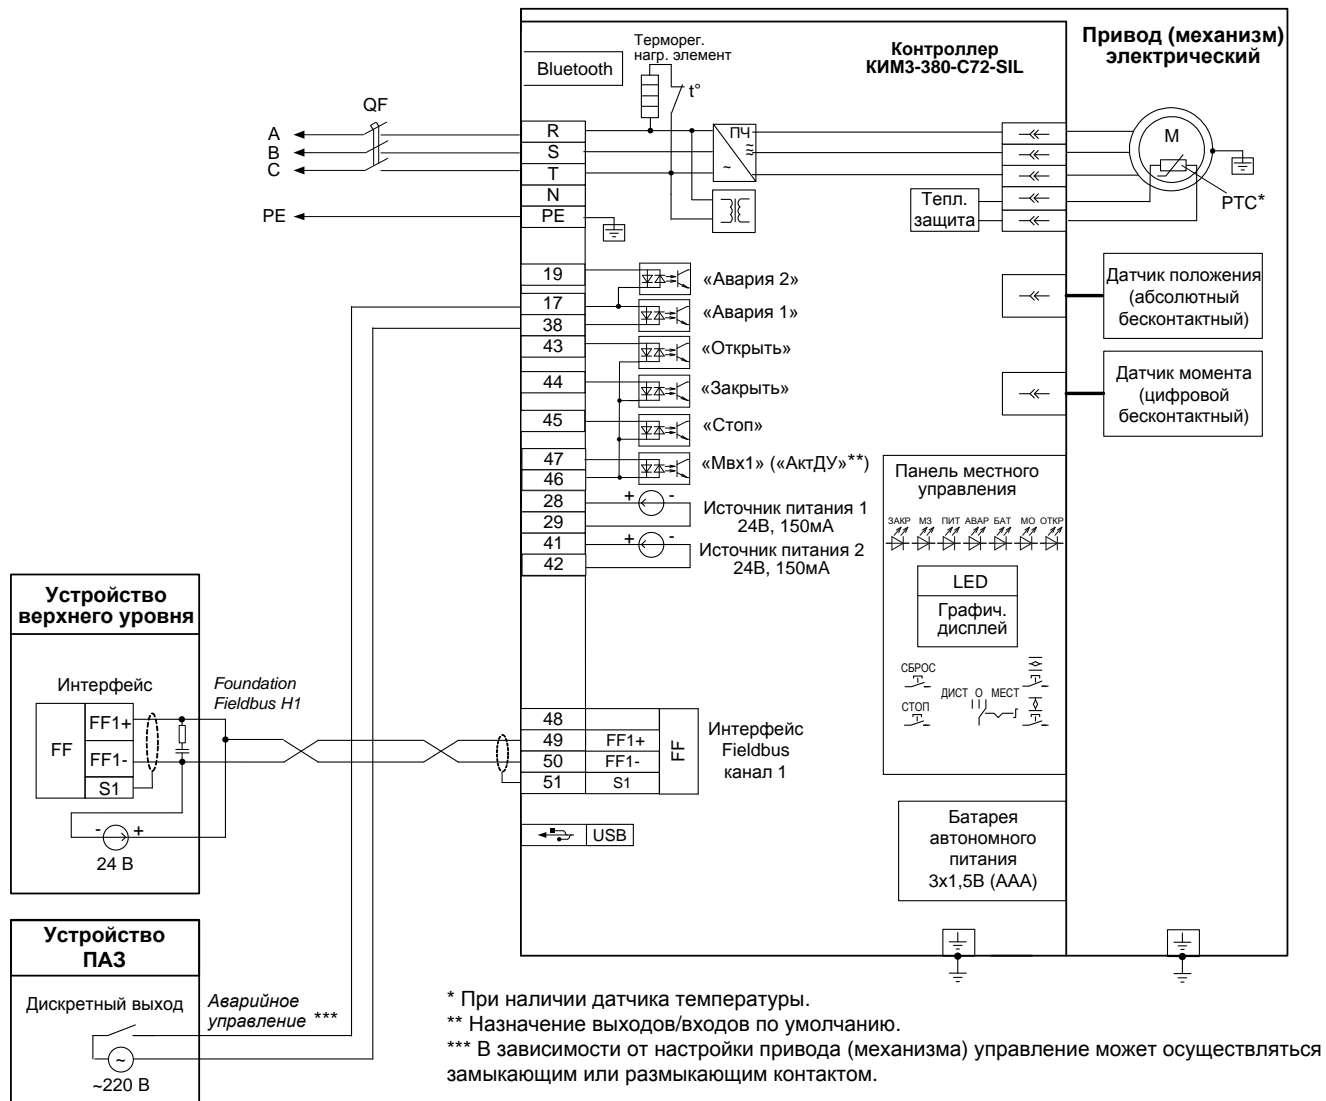 Bluetooth
Терморег.
нагр. элемент
t°
Контроллер
КИМ3-380-С72-SIL
Привод (механизм)
электрический
QF
A
B
C
PE
R
S
T
N
PE
ПЧ
≈
~
Тепл.
защита
M
PTC*
19
17
38
43
44
45
47
46
28
29
41
42
«Авария 2»
«Авария 1»
«Открыть»
«Закрыть»
«Стоп»
«Мвх1» («АктДУ»**)
+ -
Источник питания 1
24В, 150мА
+ -
Источник питания 2
24В, 150мА
Датчик положения
(абсолютный
бесконтактный)
Датчик момента
(цифровой
бесконтактный)
Панель местного
управления
ЗАКР МЗ ПИТ АВАР БАТ МО ОТКР
LED
Графич.
дисплей
СБРОС
СТОП
ДИСТ О МЕСТ
Батарея
автономного
питания
3х1,5В (ААА)
Устройство
верхнего уровня
Интерфейс
FF
FF1+
FF1-
S1
- +
24 В
Foundation
Fieldbus H1
48
49 FF1+
50 FF1-
51 S1
FF
Интерфейс
Fieldbus
канал 1
USB
Устройство
ПАЗ
Дискретный выход
~
~220 В
Аварийное
управление ***
* При наличии датчика температуры.
** Назначение выходов/входов по умолчанию.
*** В зависимости от настройки привода (механизма) управление может осуществляться
замыкающим или размыкающим контактом.